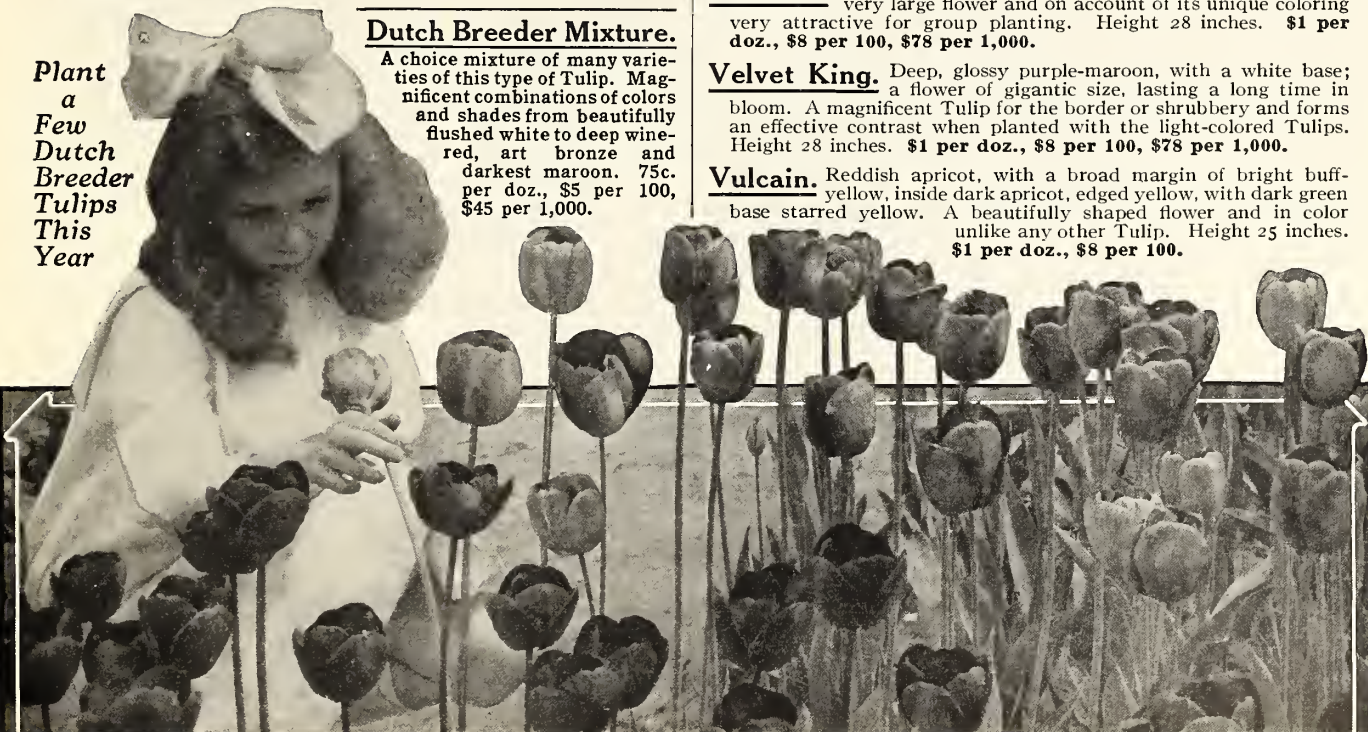 Plant
a
Few
Dutch
Breeder
Tulips
This
Year
Dutch Breeder Mixture.
A choice mixture of many varie-
ties of this type of Tulip. Mag-
nificent combinations of colors
and shades from beautifully
flushed white to deep wine-
red, art bronze and
darkest maroon. 75c.
per doz., $5 per 100,
$45 per 1,000.
very large flower and on account of its unique coloring
very attractive for group planting. Height 28 inches. $1 per
doz., $8 per 100, $78 per 1,000.
Velvet King. Deep, glossy purple-maroon, with a white base;
a flower of gigantic size, lasting a long time in
bloom. A magnificent Tulip for the border or shrubbery and forms
an effective contrast when planted with the light-colored Tulips.
Height 28 inches. $1 per doz., $8 per 100, $78 per 1,000.
Vulcain. Reddish apricot, with a broad margin of bright buff-
yellow, inside dark apricot, edged yellow, with dark green
base starred yellow. A beautifully shaped flower and in color
unlike any other Tulip. Height 25 inches.
$1 per doz., $8 per 100.